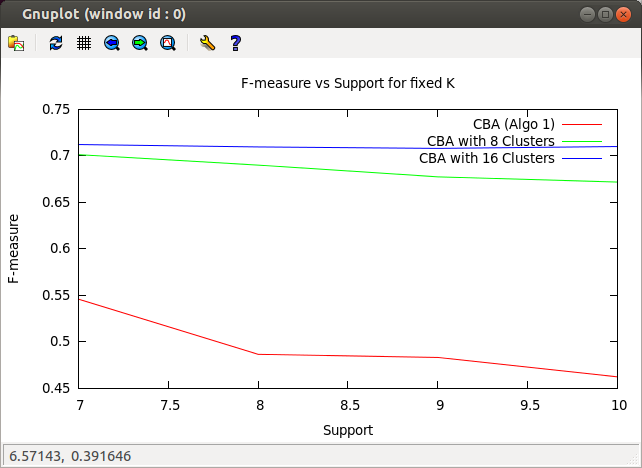 Gnuplot (window id : 0)
?
F-measure vs Support for fixed K
0.75
0.7
0.65
0.6
0.55
0.5
0.45
F-measure
CBA (Algo 1)
CBA with 8 Clusters
CBA with 16 Clusters
7 7.5 8 8.5 9 9.5 10
Support
6.57143, 0.391646